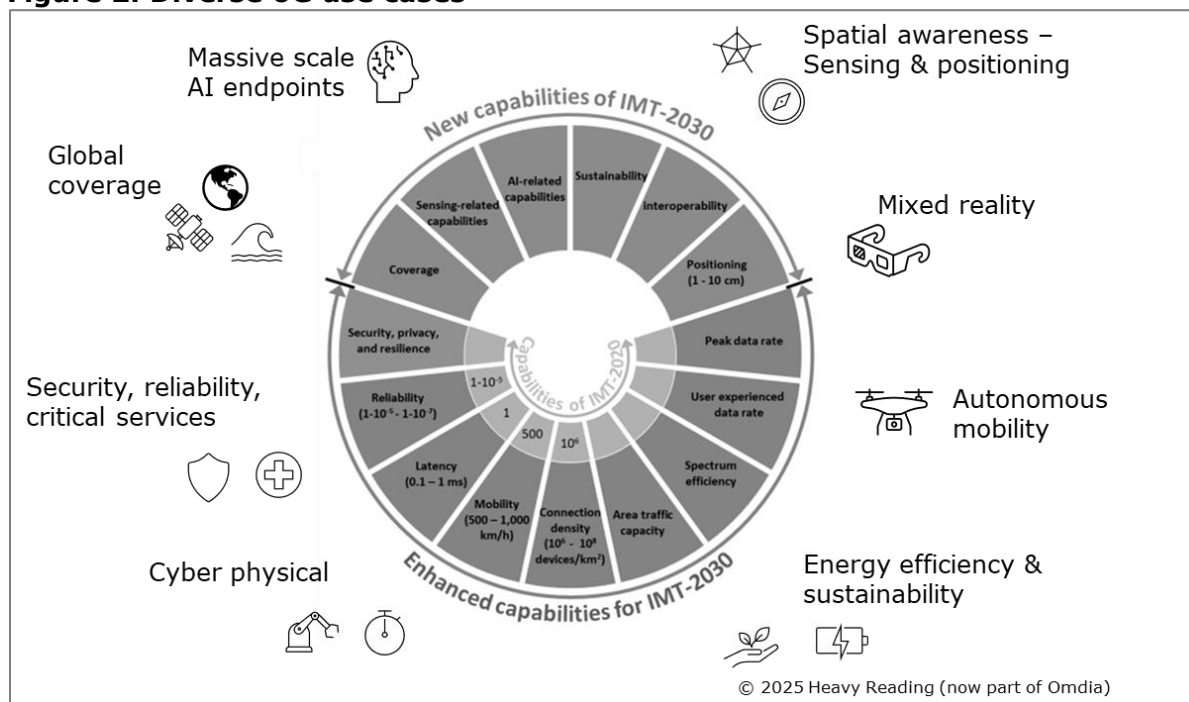 Figure 2: Diverse 6G use cases
Massive scale
AI endpoints
Spatial awareness –
Sensing & positioning
Global
coverage
Mixed reality
Security, reliability,
critical services
Autonomous
mobility
Cyber physical
Energy efficiency &
sustainability
New capabilities of IMT-2030
Coverage
Sensing-related
capabilities
AI-related
capabilities
Sustainability
interoperability
Positioning
(1 - 10 cm)
Peak data rate
User experienced
data rate
Spectrum
efficiency
Area traffic
capacity
Connection
density
(10⁶ - 10⁸
devices/km²)
Mobility
(500 – 1,000
km/h)
Latency
(0.1 – 1 ms)
Reliability
(1-10⁻⁵ - 1-10⁻⁷)
Security, privacy,
and resilience
Capabilities of IMT-2020
1-10⁻⁵
1
500
10⁶
Enhanced capabilities for IMT-2030
© 2025 Heavy Reading (now part of Omdia)